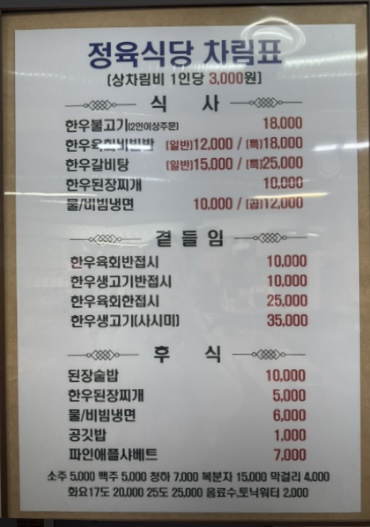 정육식당 차림표
(상차림비 1인당 3,000원)
식 사
한우불고기(2인이상주문) 18,000
한우육회비빔밥 (일반)12,000 / (특)18,000
한우갈비탕 (일반)15,000 / (특)25,000
한우된장찌개 10,000
물/비빔냉면 10,000 / (곱)12,000
곁들임
한우육회반접시 10,000
한우생고기반접시 10,000
한우육회한접시 25,000
한우생고기(사시미) 35,000
후 식
된장술밥 10,000
한우된장찌개 5,000
물/비빔냉면 6,000
공깃밥 1,000
파인애플샤베트 7,000
소주 5,000 맥주 5,000 청하 7,000 복분자 15,000 막걸리 4,000
화요17도 20,000 25도 25,000 음료수,토닉워터 2,000